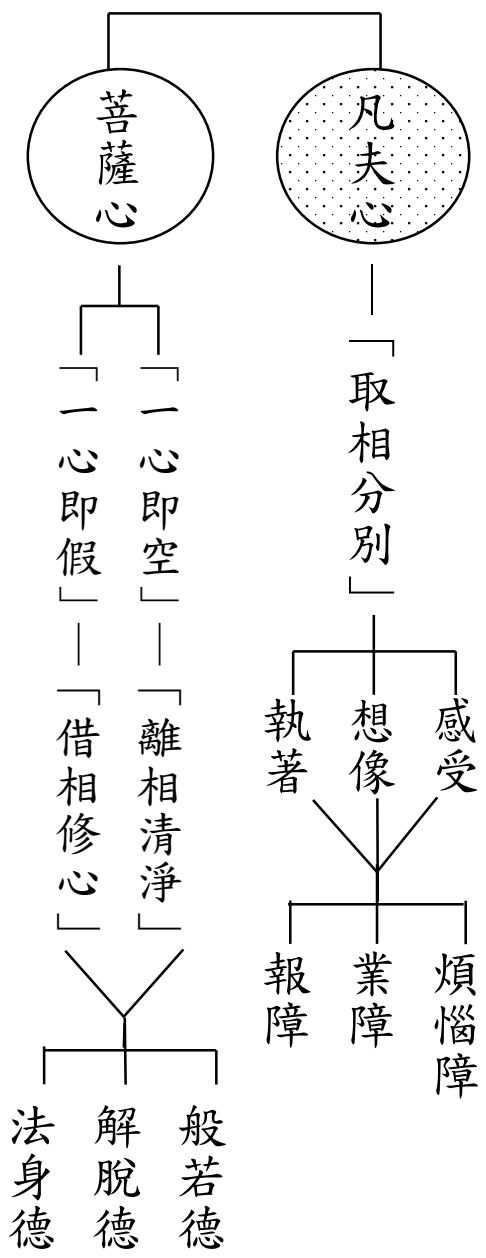 凡夫心
「取相分別」
感受
想像
執著
煩惱障
業障
報障
菩薩心
「一心即空」—「離相清淨」
「一心即假」—「借相修心」
般若德
解脫德
法身德